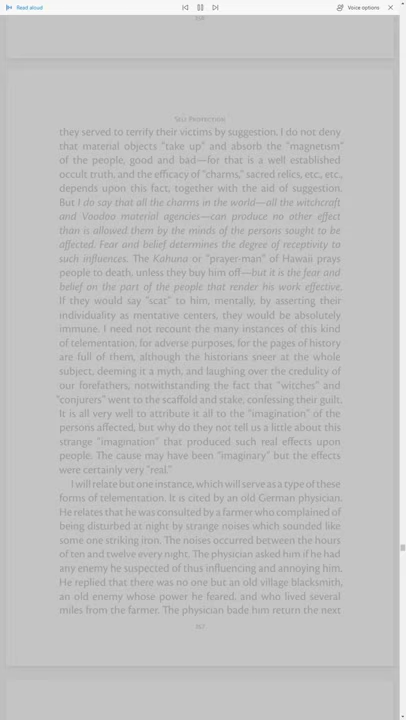 Read aloud
Voice options
166
Self Protection
they served to terrify their victims by suggestion. I do not deny
that material objects "take up" and absorb the "magnetism"
of the people, good and bad—for that is a well established
occult truth, and the efficacy of "charms," sacred relics, etc., etc.,
depends upon this fact, together with the aid of suggestion.
But I do say that all the charms in the world—all the witchcraft
and Voodoo material agencies—can produce no other effect
than is allowed them by the minds of the persons sought to be
affected. Fear and belief determines the degree of receptivity to
such influences. The Kahuna or "prayer-man" of Hawaii prays
people to death, unless they buy him off—but it is the fear and
belief on the part of the people that render his work effective.
If they would say "scat" to him, mentally, by asserting their
individuality as mentative centers, they would be absolutely
immune. I need not recount the many instances of this kind
of telementation, for adverse purposes, for the pages of history
are full of them, although the historians sneer at the whole
subject, deeming it a myth, and laughing over the credulity of
our forefathers, notwithstanding the fact that "witches" and
"conjurers" went to the scaffold and stake, confessing their guilt.
It is all very well to attribute it all to the "imagination" of the
persons affected, but why do they not tell us a little about this
strange "imagination" that produced such real effects upon
people. The cause may have been "imaginary" but the effects
were certainly very "real."
I will relate but one instance, which will serve as a type of these
forms of telementation. It is cited by an old German physician.
He relates that he was consulted by a farmer who complained of
being disturbed at night by strange noises which sounded like
some one striking iron. The noises occurred between the hours
of ten and twelve every night. The physician asked him if he had
any enemy he suspected of thus influencing and annoying him.
He replied that there was no one but an old village blacksmith,
an old enemy whose power he feared, and who lived several
miles from the farmer. The physician bade him return the next
167